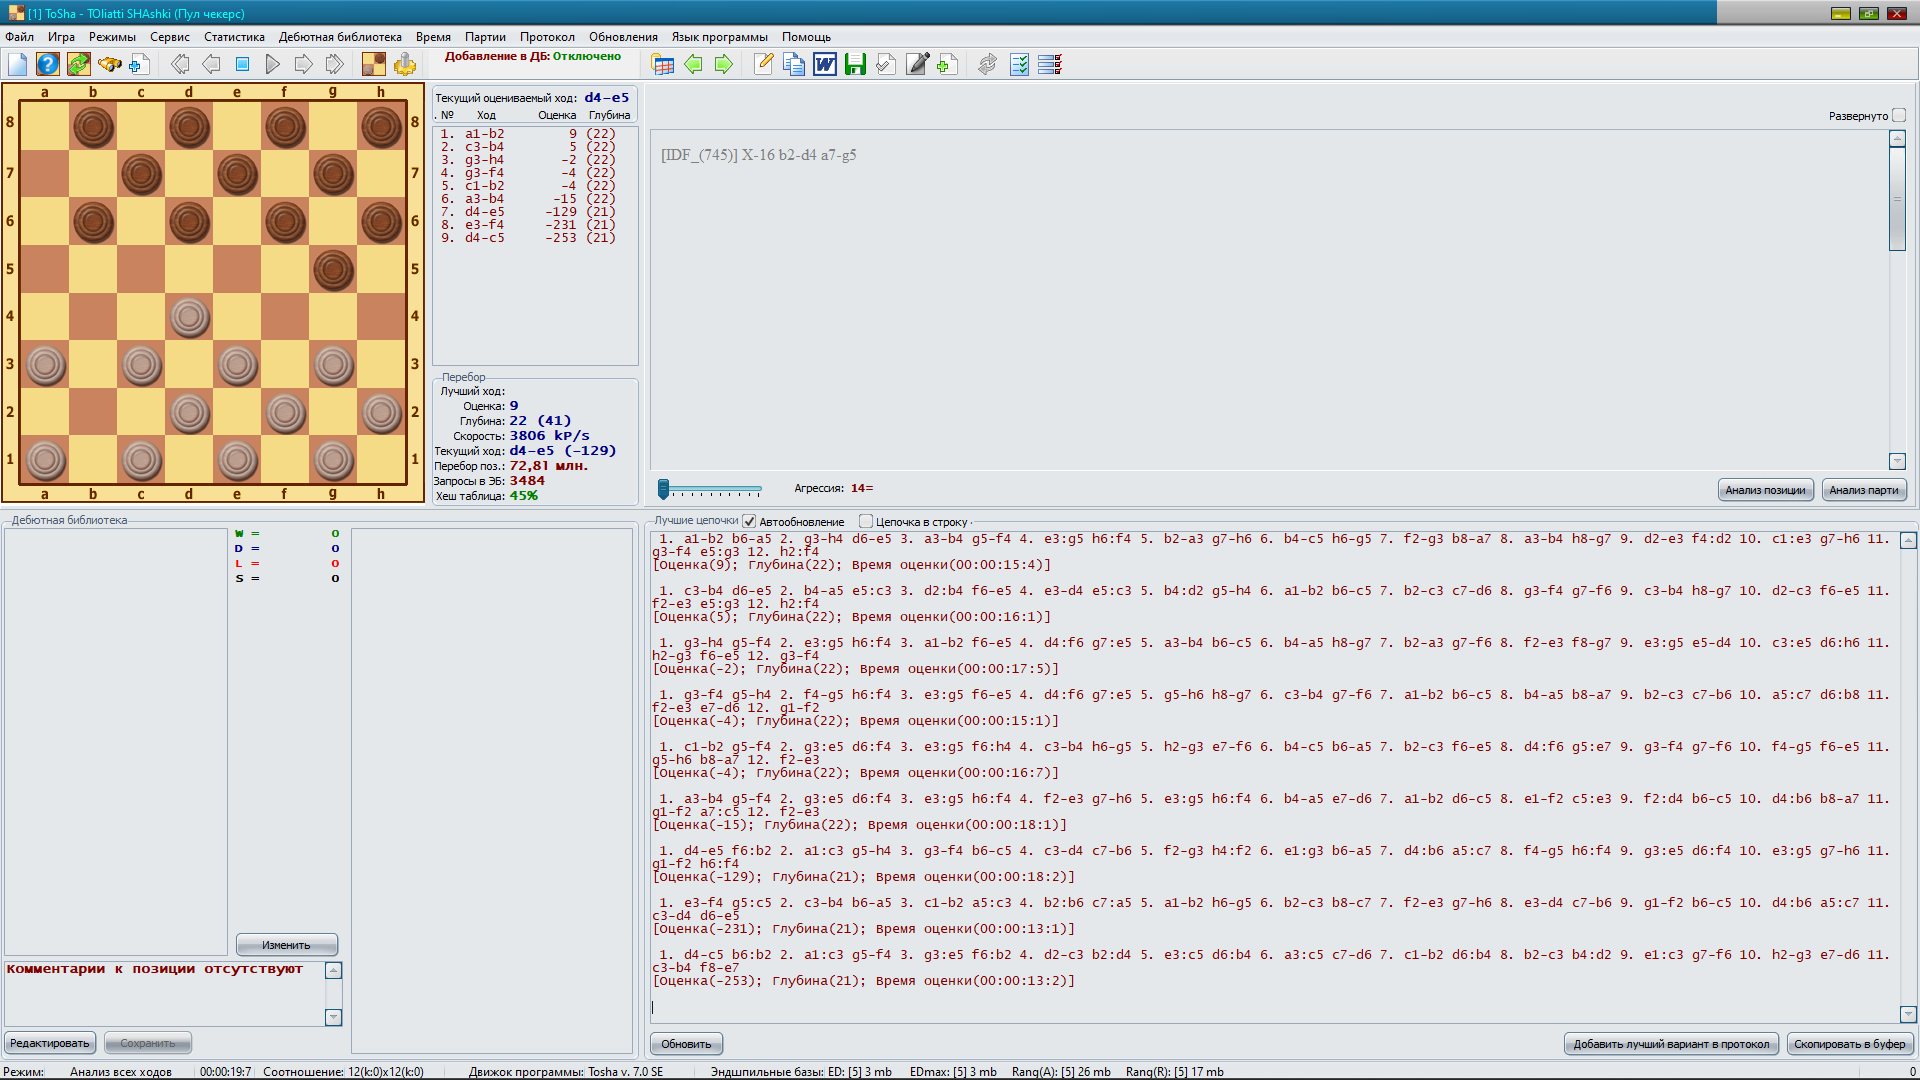 [1] ToSha - TOliatti SHAshki (Пул чекерс)
Файл Игра Режимы Сервис Статистика Дебютная библиотека Время Партии Протокол Обновления Язык программы Помощь
Добавление в ДБ: Отключено
a b c d e f g h
8 8
7 7
6 6
5 5
4 4
3 3
2 2
1 1
a b c d e f g h
Текущий оцениваемый ход: d4-e5
. № Ход Оценка Глубина
1. a1-b2 9 (22)
2. c3-b4 5 (22)
3. g3-h4 -2 (22)
4. g3-f4 -4 (22)
5. c1-b2 -4 (22)
6. a3-b4 -15 (22)
7. d4-e5 -129 (21)
8. e3-f4 -231 (21)
9. d4-c5 -253 (21)
Перебор
Лучший ход:
Оценка: 9
Глубина: 22 (41)
Скорость: 3806 kP/s
Текущий ход: d4-e5 (-129)
Перебор поз.: 72,81 млн.
Запросы в ЭБ: 3484
Хеш таблица: 45%
Развернуто
[IDF_(745)] X-16 b2-d4 a7-g5
Агрессия: 14=
Анализ позиции Анализ парти
Дебютная библиотека
W = 0
D = 0
L = 0
S = 0
Изменить
Комментарии к позиции отсутствуют
Редактировать Сохранить
Лучшие цепочки Автообновление Цепочка в строку
1. a1-b2 b6-a5 2. g3-h4 d6-e5 3. a3-b4 g5-f4 4. e3:g5 h6:f4 5. b2-a3 g7-h6 6. b4-c5 h6-g5 7. f2-g3 b8-a7 8. a3-b4 h8-g7 9. d2-e3 f4:d2 10. c1:e3 g7-h6 11.
g3-f4 e5:g3 12. h2:f4
[Оценка(9); Глубина(22); Время оценки(00:00:15:4)]
1. c3-b4 d6-e5 2. b4-a5 e5:c3 3. d2:b4 f6-e5 4. e3-d4 e5:c3 5. b4:d2 g5-h4 6. a1-b2 b6-c5 7. b2-c3 c7-d6 8. g3-f4 g7-f6 9. c3-b4 h8-g7 10. d2-c3 f6-e5 11.
f2-e3 e5:g3 12. h2:f4
[Оценка(5); Глубина(22); Время оценки(00:00:16:1)]
1. g3-h4 g5-f4 2. e3:g5 h6:f4 3. a1-b2 f6-e5 4. d4:f6 g7:e5 5. a3-b4 b6-c5 6. b4-a5 h8-g7 7. b2-a3 g7-f6 8. f2-e3 f8-g7 9. e3:g5 e5-d4 10. c3:e5 d6:h6 11.
h2-g3 f6-e5 12. g3-f4
[Оценка(-2); Глубина(22); Время оценки(00:00:17:5)]
1. g3-f4 g5-h4 2. f4-g5 h6:f4 3. e3:g5 f6-e5 4. d4:f6 g7:e5 5. g5-h6 h8-g7 6. c3-b4 g7-f6 7. a1-b2 b6-c5 8. b4-a5 b8-a7 9. b2-c3 c7-b6 10. a5:c7 d6:b8 11.
f2-e3 e7-d6 12. g1-f2
[Оценка(-4); Глубина(22); Время оценки(00:00:15:1)]
1. c1-b2 g5-f4 2. g3:e5 d6:f4 3. e3:g5 f6:h4 4. c3-b4 h6-g5 5. h2-g3 e7-f6 6. b4-c5 b6-a5 7. b2-c3 f6-e5 8. d4:f6 g5:e7 9. g3-f4 g7-f6 10. f4-g5 f6-e5 11.
g5-h6 b8-a7 12. f2-e3
[Оценка(-4); Глубина(22); Время оценки(00:00:16:7)]
1. a3-b4 g5-f4 2. g3:e5 d6:f4 3. e3:g5 h6:f4 4. f2-e3 g7-h6 5. e3:g5 h6:f4 6. b4-a5 e7-d6 7. a1-b2 d6-c5 8. e1-f2 c5:e3 9. f2:d4 b6-c5 10. d4:b6 b8-a7 11.
g1-f2 a7:c5 12. f2-e3
[Оценка(-15); Глубина(22); Время оценки(00:00:18:1)]
1. d4-e5 f6:b2 2. a1:c3 g5-h4 3. g3-f4 b6-c5 4. c3-d4 c7-b6 5. f2-g3 h4:f2 6. e1:g3 b6-a5 7. d4:b6 a5:c7 8. f4-g5 h6:f4 9. g3:e5 d6:f4 10. e3:g5 g7-h6 11.
g1-f2 h6:f4
[Оценка(-129); Глубина(21); Время оценки(00:00:18:2)]
1. e3-f4 g5:c5 2. c3-b4 b6-a5 3. c1-b2 a5:c3 4. b2:b6 c7:a5 5. a1-b2 h6-g5 6. b2-c3 b8-c7 7. f2-e3 g7-h6 8. e3-d4 c7-b6 9. g1-f2 b6-c5 10. d4:b6 a5:c7 11.
c3-d4 d6-e5
[Оценка(-231); Глубина(21); Время оценки(00:00:13:1)]
1. d4-c5 b6:b2 2. a1:c3 g5-f4 3. g3:e5 f6:b2 4. d2-c3 b2:d4 5. e3:c5 d6:b4 6. a3:c5 c7-d6 7. c1-b2 d6:b4 8. b2-c3 b4:d2 9. e1:c3 g7-f6 10. h2-g3 e7-d6 11.
c3-b4 f8-e7
[Оценка(-253); Глубина(21); Время оценки(00:00:13:2)]
Обновить Добавить лучший вариант в протокол Скопировать в буфер
Режим: Анализ всех ходов 00:00:19:7 Соотношение: 12(k:0)x12(k:0) Движок программы: Tosha v. 7.0 SE Эндшпильные базы: ED: [5] 3 mb EDmax: [5] 3 mb Rang(A): [5] 26 mb Rang(R): [5] 17 mb 0